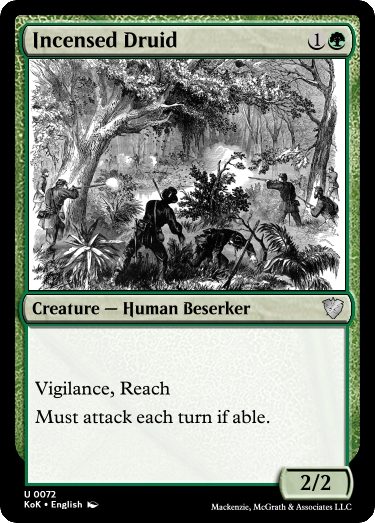 Incensed Druid 1
Creature — Human Beserker
Vigilance, Reach
Must attack each turn if able.
2/2
U 0072
KoK • English
Mackenzie, McGrath & Associates LLC